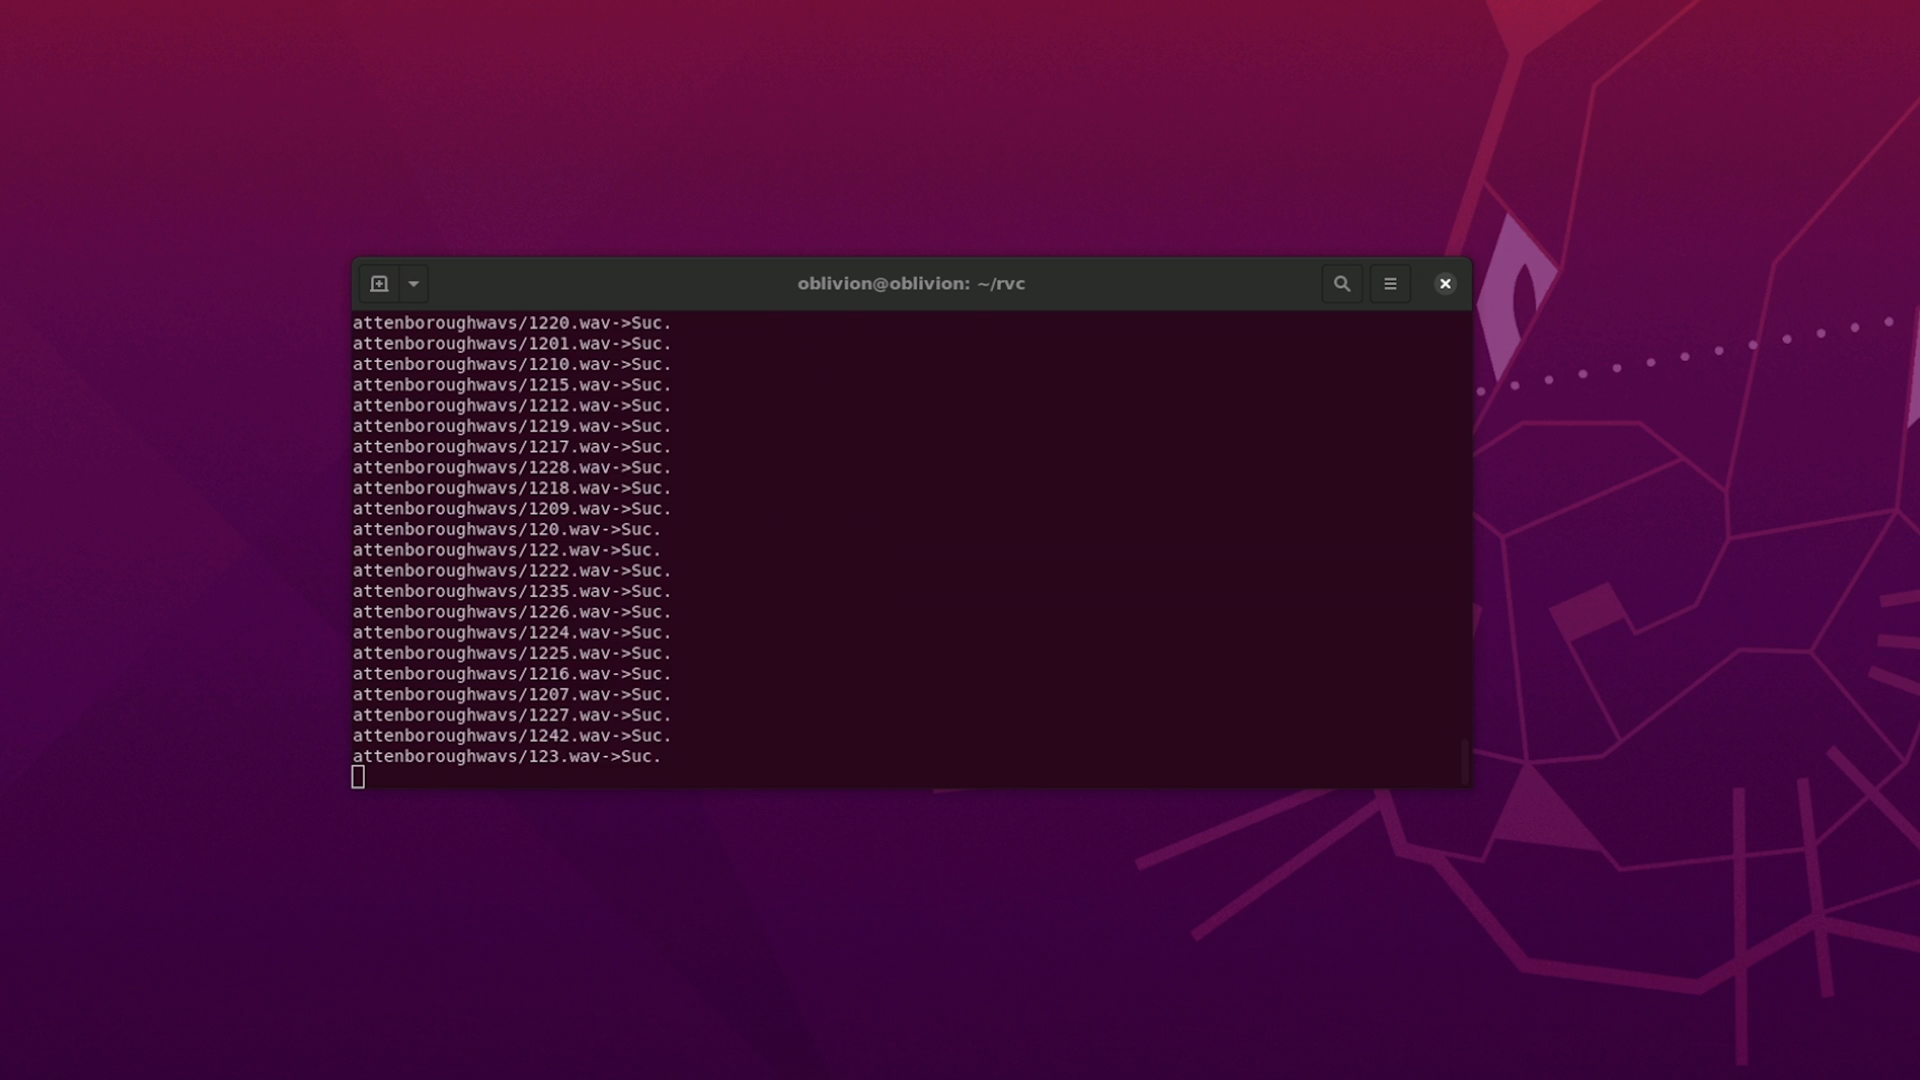 oblivion@oblivion: ~/rvc
attenboroughwavs/1220.wav->Suc.
attenboroughwavs/1201.wav->Suc.
attenboroughwavs/1210.wav->Suc.
attenboroughwavs/1215.wav->Suc.
attenboroughwavs/1212.wav->Suc.
attenboroughwavs/1219.wav->Suc.
attenboroughwavs/1217.wav->Suc.
attenboroughwavs/1228.wav->Suc.
attenboroughwavs/1218.wav->Suc.
attenboroughwavs/1209.wav->Suc.
attenboroughwavs/120.wav->Suc.
attenboroughwavs/122.wav->Suc.
attenboroughwavs/1222.wav->Suc.
attenboroughwavs/1235.wav->Suc.
attenboroughwavs/1226.wav->Suc.
attenboroughwavs/1224.wav->Suc.
attenboroughwavs/1225.wav->Suc.
attenboroughwavs/1216.wav->Suc.
attenboroughwavs/1207.wav->Suc.
attenboroughwavs/1227.wav->Suc.
attenboroughwavs/1242.wav->Suc.
attenboroughwavs/123.wav->Suc.